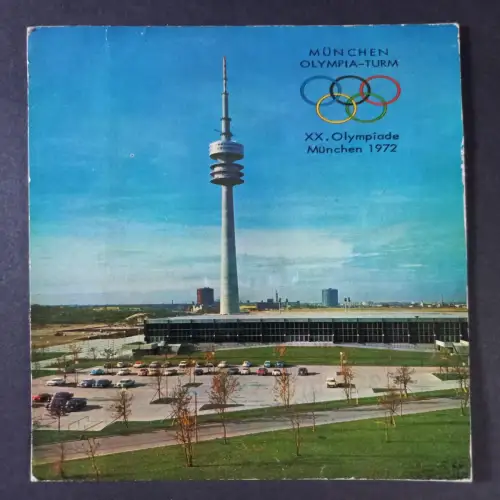 MÜNCHEN
OLYMPIA-TURM
XX. Olympiade
München 1972